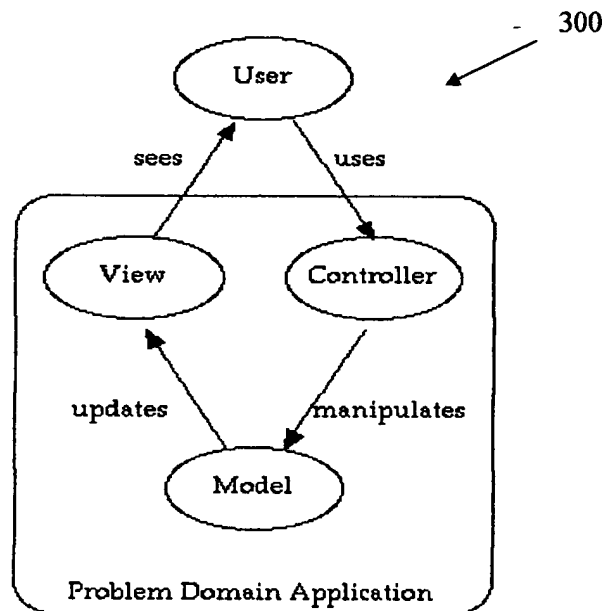 300
User
sees
uses
View
Controller
updates
manipulates
Model
Problem Domain Application